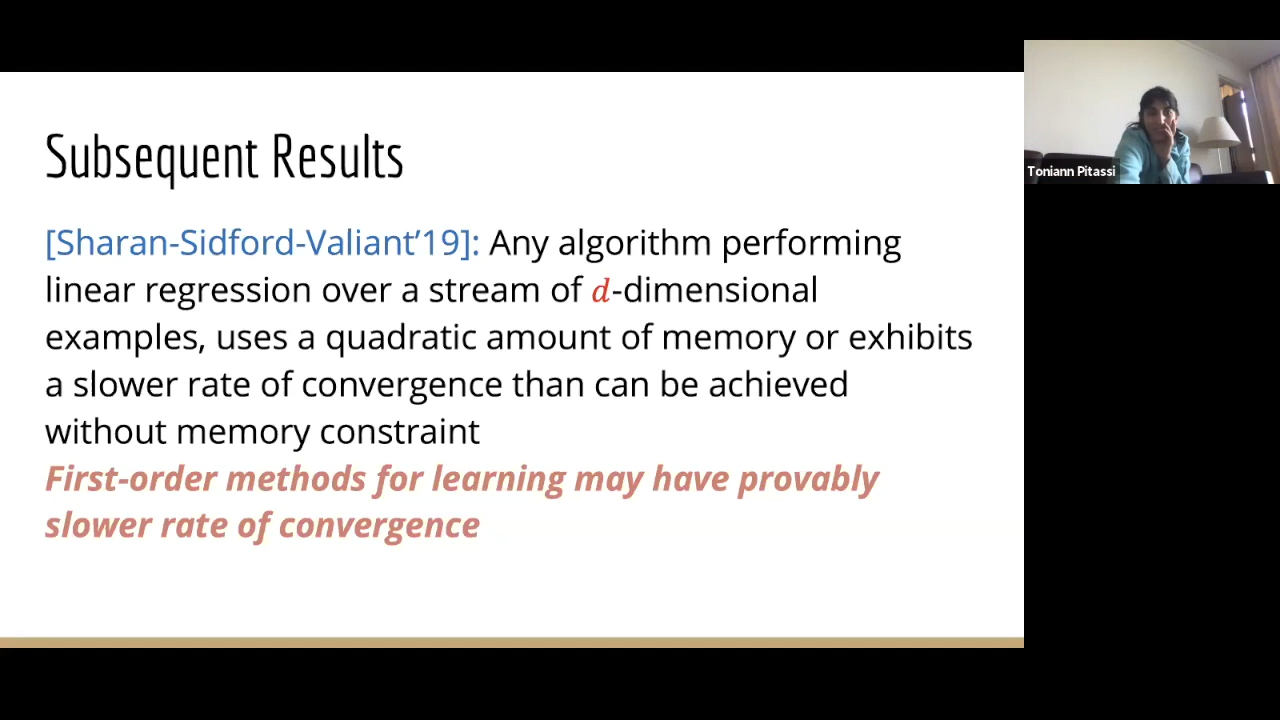 Subsequent Results
[Sharan-Sidford-Valiant’19]: Any algorithm performing
linear regression over a stream of d-dimensional
examples, uses a quadratic amount of memory or exhibits
a slower rate of convergence than can be achieved
without memory constraint
First-order methods for learning may have provably
slower rate of convergence
Toniann Pitassi